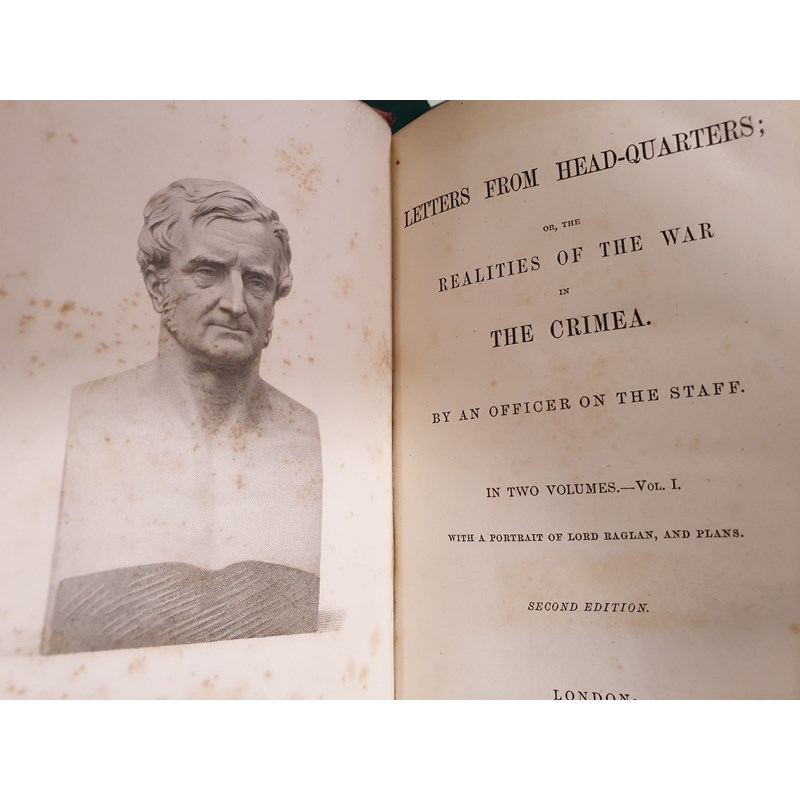 LETTERS FROM HEAD-QUARTERS;
OR, THE
REALITIES OF THE WAR
IN
THE CRIMEA.
BY AN OFFICER ON THE STAFF.
IN TWO VOLUMES.—VOL. I.
WITH A PORTRAIT OF LORD RAGLAN, AND PLANS.
SECOND EDITION.
LONDON: